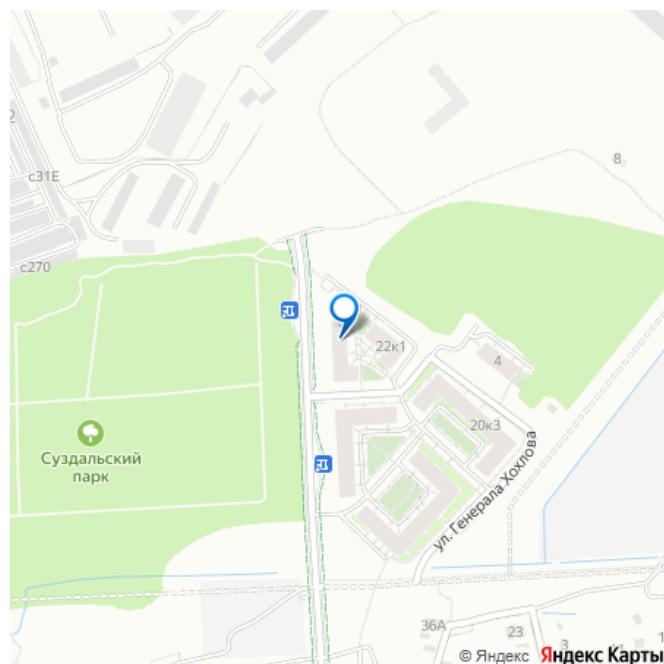 8
с31Е
с270
22к1
4
20к3
Суздальский
парк
ул. Генерала Хохлова
36А
23
3
© Яндекс Яндекс Карты